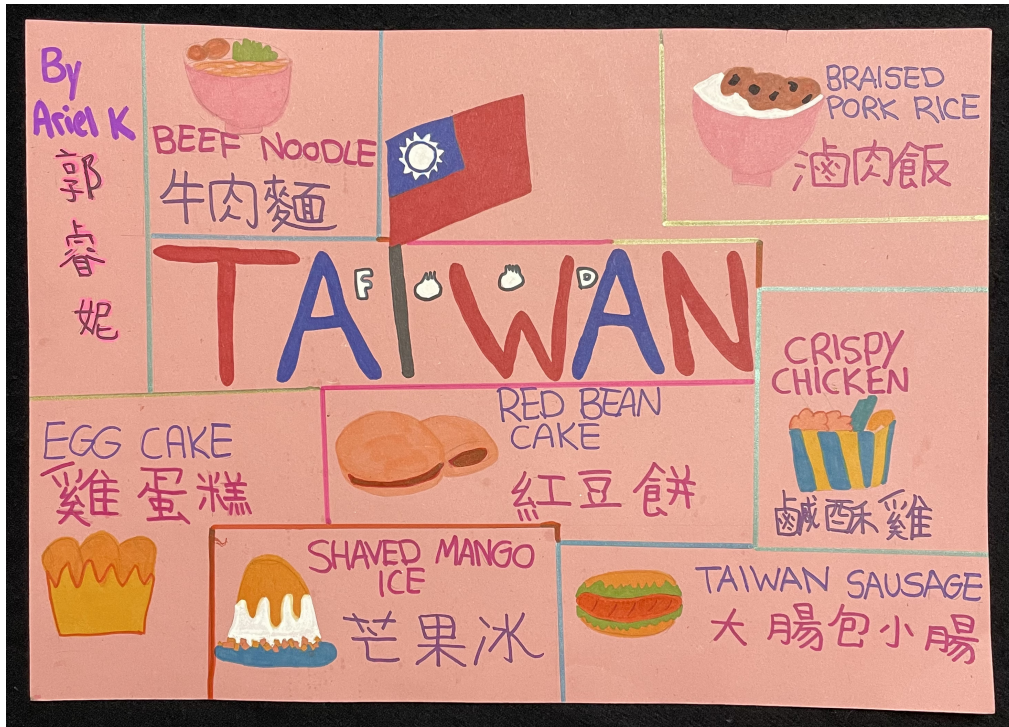 By
Ariel K
郭
睿
妮
BEEF NOODLE
牛肉麵
BRAISED
PORK RICE
滷肉飯
TAIWAN
FOOD
CRISPY
CHICKEN
鹹酥雞
EGG CAKE
雞蛋糕
RED BEAN
CAKE
紅豆餅
SHAVED MANGO
ICE
芒果冰
TAIWAN SAUSAGE
大腸包小腸